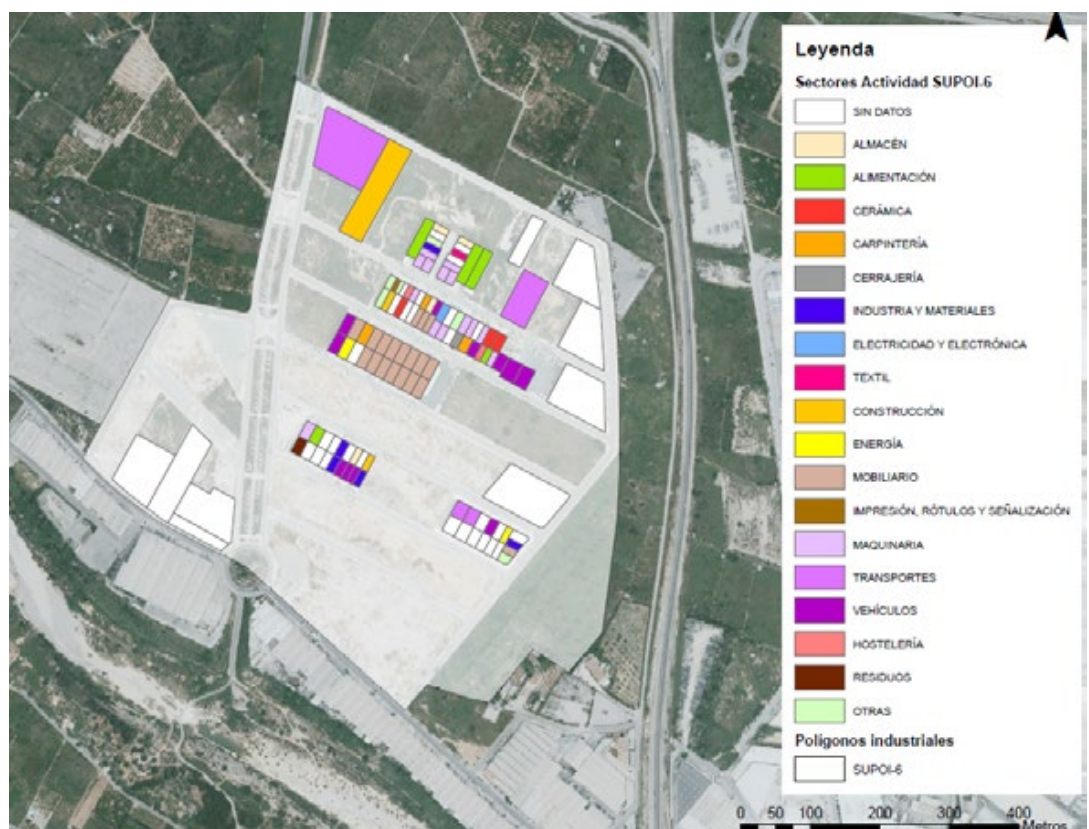 Leyenda
Sectores Actividad SUPOI-6
SIN DATOS
ALMACÉN
ALIMENTACIÓN
CERÁMICA
CARPINTERÍA
CERRAJERÍA
INDUSTRIA Y MATERIALES
ELECTRICIDAD Y ELECTRÓNICA
TEXTIL
CONSTRUCCIÓN
ENERGÍA
MOBILIARIO
IMPRESIÓN, RÓTULOS Y SEÑALIZACIÓN
MAQUINARIA
TRANSPORTES
VEHÍCULOS
HOSTELERÍA
RESIDUOS
OTRAS
Polígonos industriales
SUPOI-6
0 50 100 200 300 400
Metros